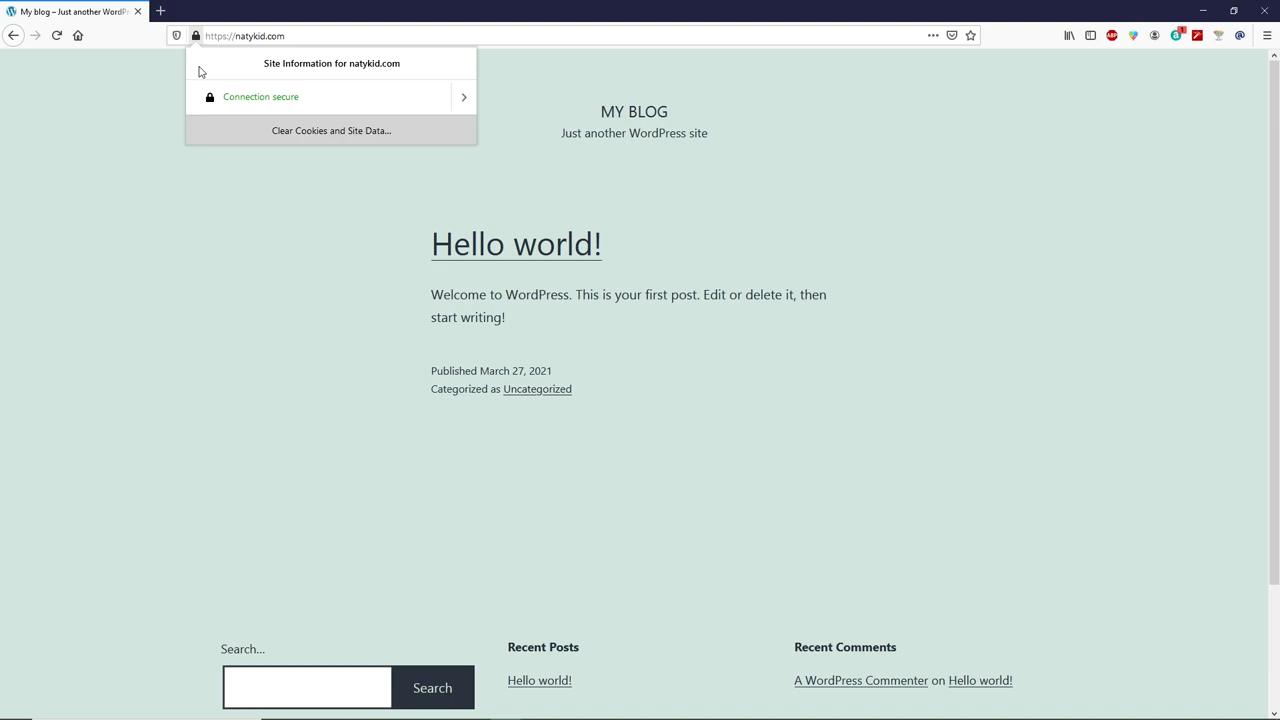 My blog – Just another WordPr
https://natykid.com
Site Information for natykid.com
Connection secure
Clear Cookies and Site Data...
MY BLOG
Just another WordPress site
Hello world!
Welcome to WordPress. This is your first post. Edit or delete it, then
start writing!
Published March 27, 2021
Categorized as Uncategorized
Search...
Search
Recent Posts
Hello world!
Recent Comments
A WordPress Commenter on Hello world!
ABP
1